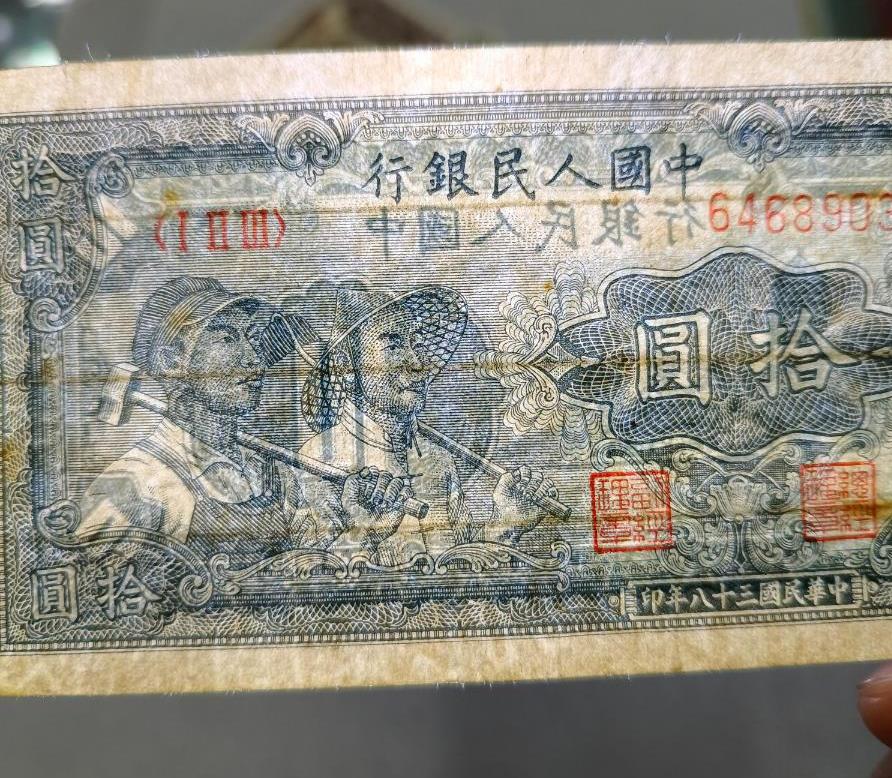 中國人民銀行
〈I II III〉
6468903
拾圓
拾圓
拾圓
中華民國三十八年印